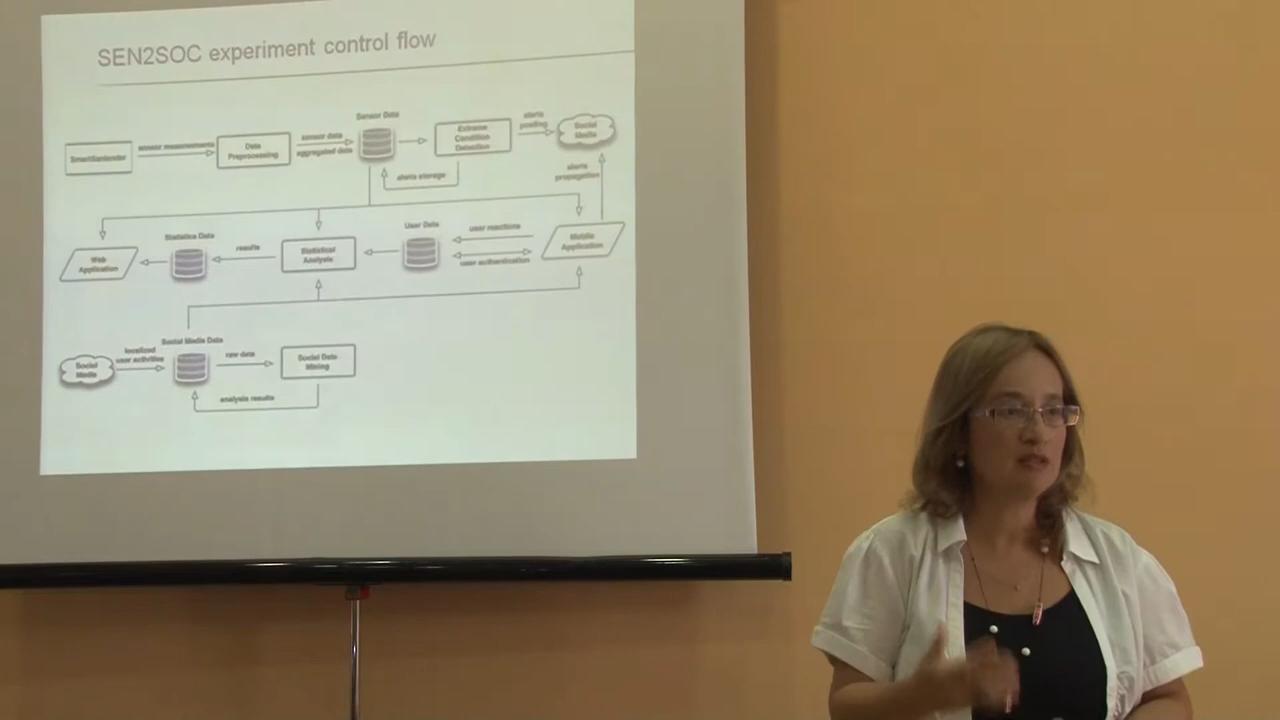 SEN2SOC experiment control flow
Sensor Data
SmartSantander
sensor measurements
Data
Preprocessing
sensor data
aggregated data
Extreme
Condition
Detection
alerts
posting
Social
Media
alerts storage
alerts
propagation
Web
Application
Statistics Data
results
Statistical
Analysis
User Data
user reactions
user authentication
Mobile
Application
Social Media Data
Social
Media
localized
user activities
raw data
Social Data
Mining
analysis results